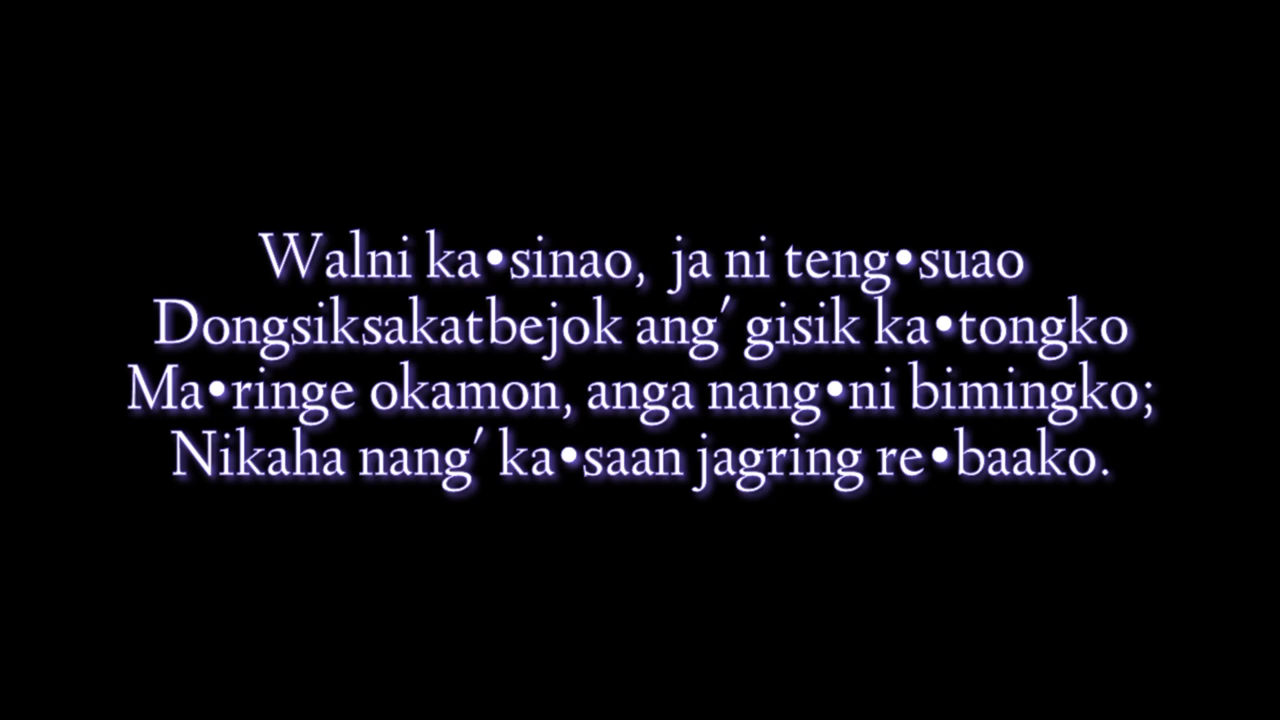 Walni ka•sinao, ja ni teng•suao
Dongsiksakatbejok ang′ gisik ka•tongko
Ma•ringe okamon, anga nang•ni bimingko;
Nikaha nang′ ka•saan jagring re•baako.